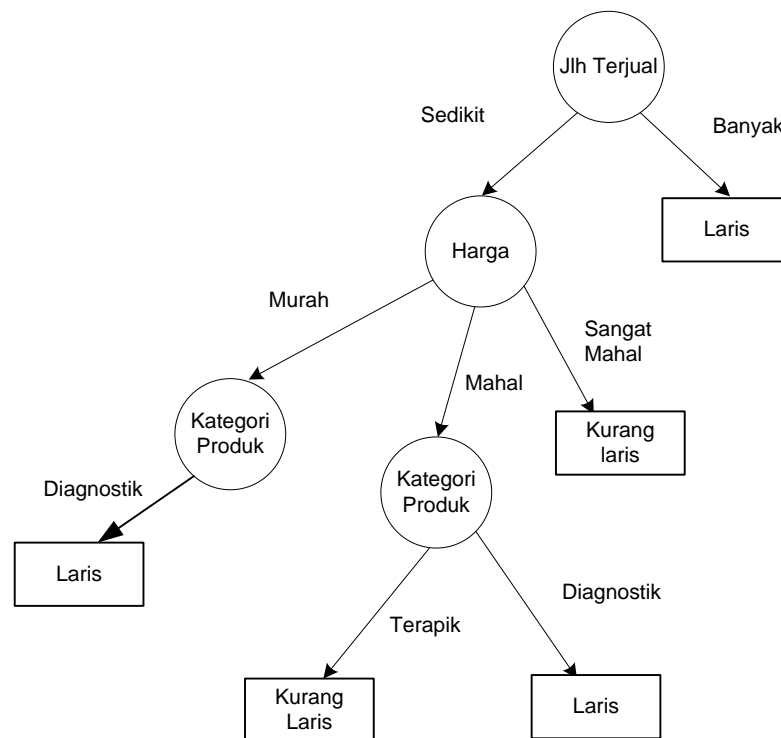 Jlh Terjual
Sedikit
Banyak
Laris
Harga
Murah
Sangat
Mahal
Mahal
Kategori
Produk
Kurang
laris
Kategori
Produk
Diagnostik
Laris
Diagnostik
Terapik
Kurang
Laris
Laris